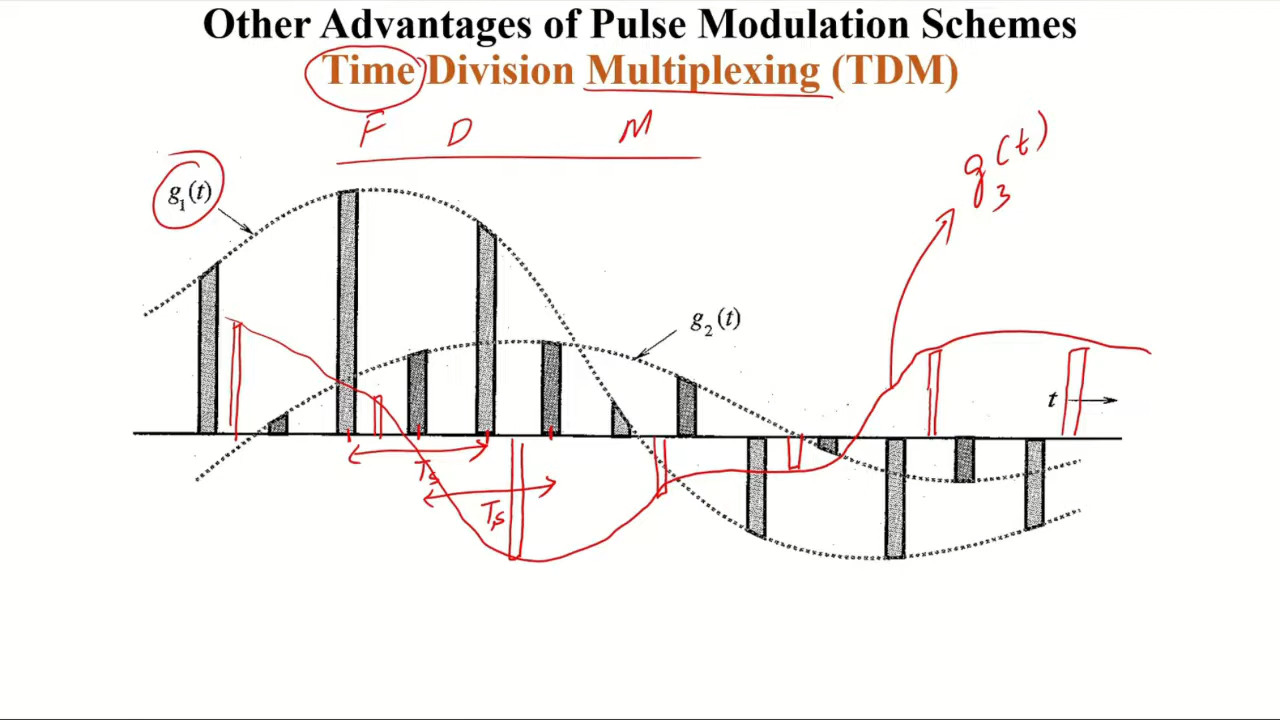 Other Advantages of Pulse Modulation Schemes
Time Division Multiplexing (TDM)
F D M
g₃(t)
g₁(t)
g₂(t)
t
Tₛ
Tₛ